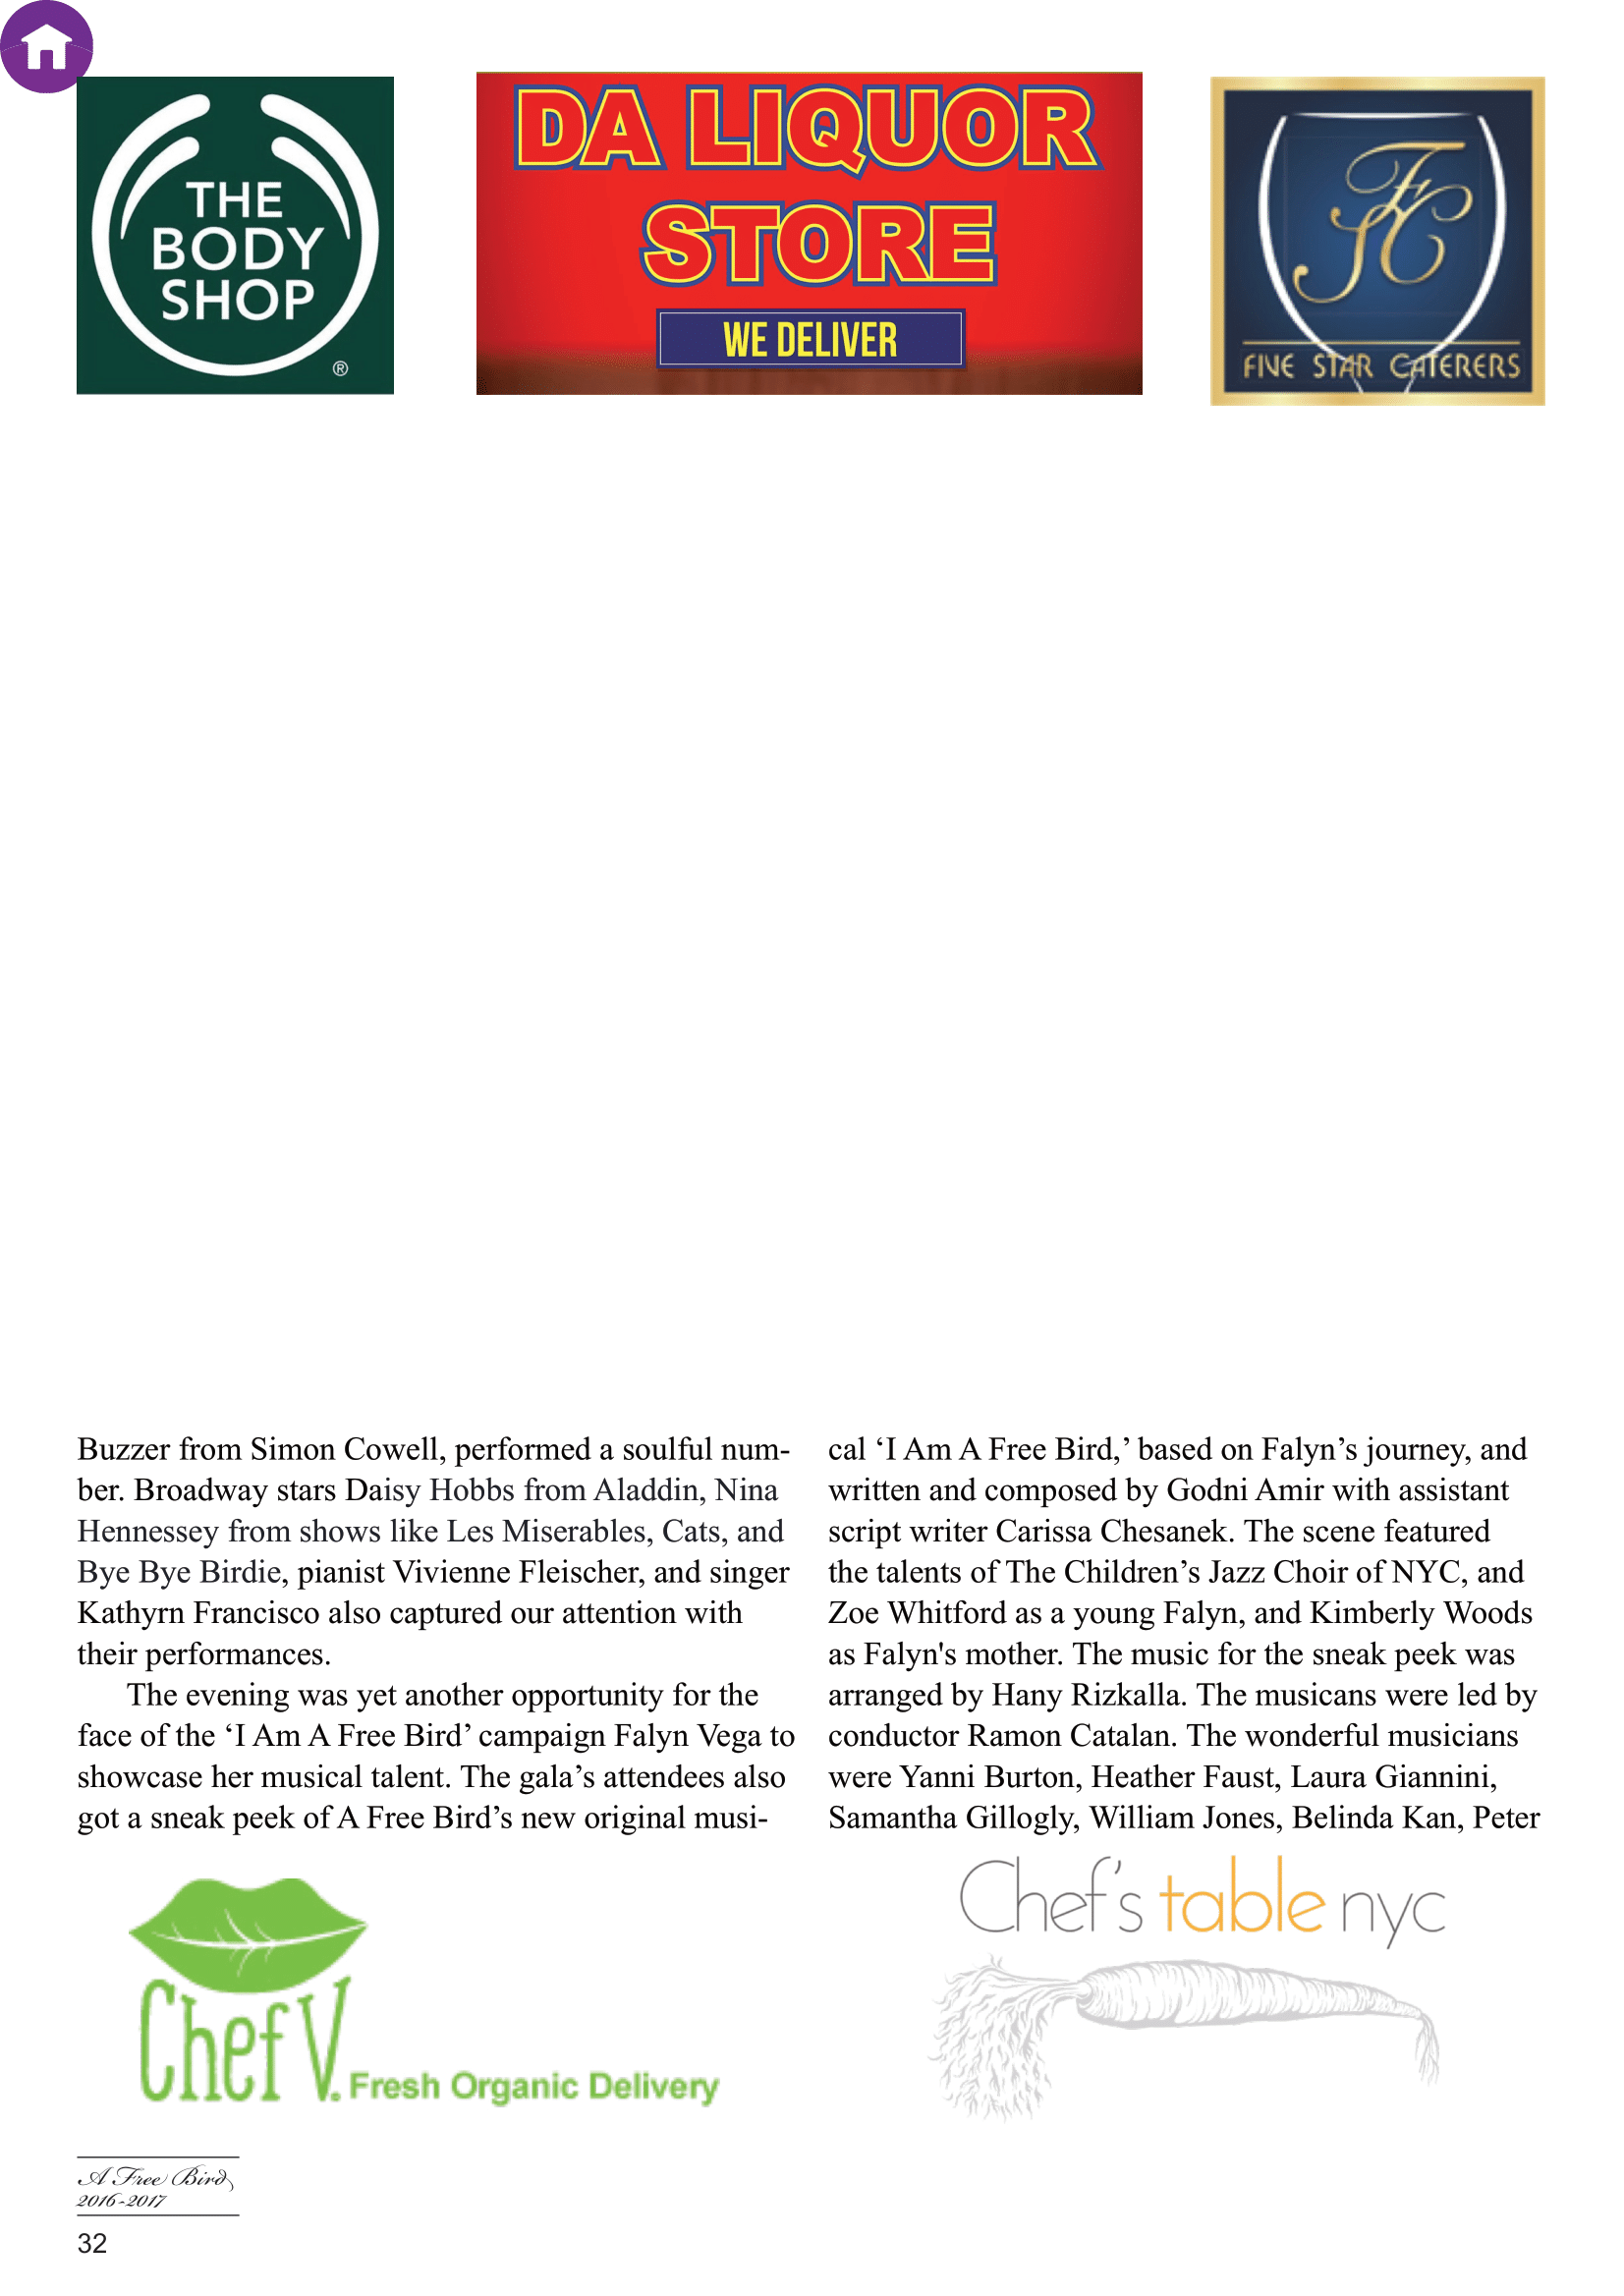 THE
BODY
SHOP
®
DA LIQUOR
STORE
WE DELIVER
FSC
FIVE STAR CATERERS
Buzzer from Simon Cowell, performed a soulful num-
ber. Broadway stars Daisy Hobbs from Aladdin, Nina
Hennessey from shows like Les Miserables, Cats, and
Bye Bye Birdie, pianist Vivienne Fleischer, and singer
Kathyrn Francisco also captured our attention with
their performances.
The evening was yet another opportunity for the
face of the ‘I Am A Free Bird’ campaign Falyn Vega to
showcase her musical talent. The gala’s attendees also
got a sneak peek of A Free Bird’s new original musi-
cal ‘I Am A Free Bird,’ based on Falyn’s journey, and
written and composed by Godni Amir with assistant
script writer Carissa Chesanek. The scene featured
the talents of The Children’s Jazz Choir of NYC, and
Zoe Whitford as a young Falyn, and Kimberly Woods
as Falyn's mother. The music for the sneak peek was
arranged by Hany Rizkalla. The musicans were led by
conductor Ramon Catalan. The wonderful musicians
were Yanni Burton, Heather Faust, Laura Giannini,
Samantha Gillogly, William Jones, Belinda Kan, Peter
Chef V. Fresh Organic Delivery
Chef's table nyc
A Free Bird
2016-2017
32